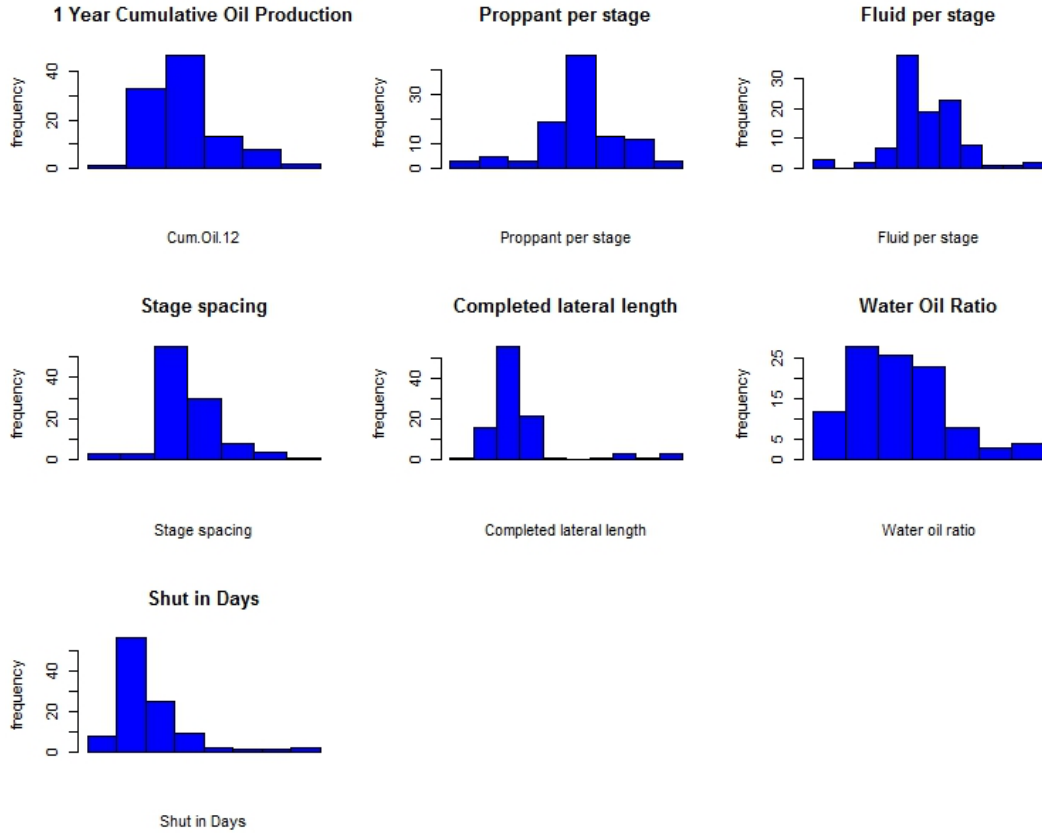 1 Year Cumulative Oil Production
frequency
0 20 40
Cum.Oil.12
Proppant per stage
frequency
0 10 30
Proppant per stage
Fluid per stage
frequency
0 10 20 30
Fluid per stage
Stage spacing
frequency
0 20 40
Stage spacing
Completed lateral length
frequency
0 20 40
Completed lateral length
Water Oil Ratio
frequency
5 15 25
Water oil ratio
Shut in Days
frequency
0 20 40
Shut in Days